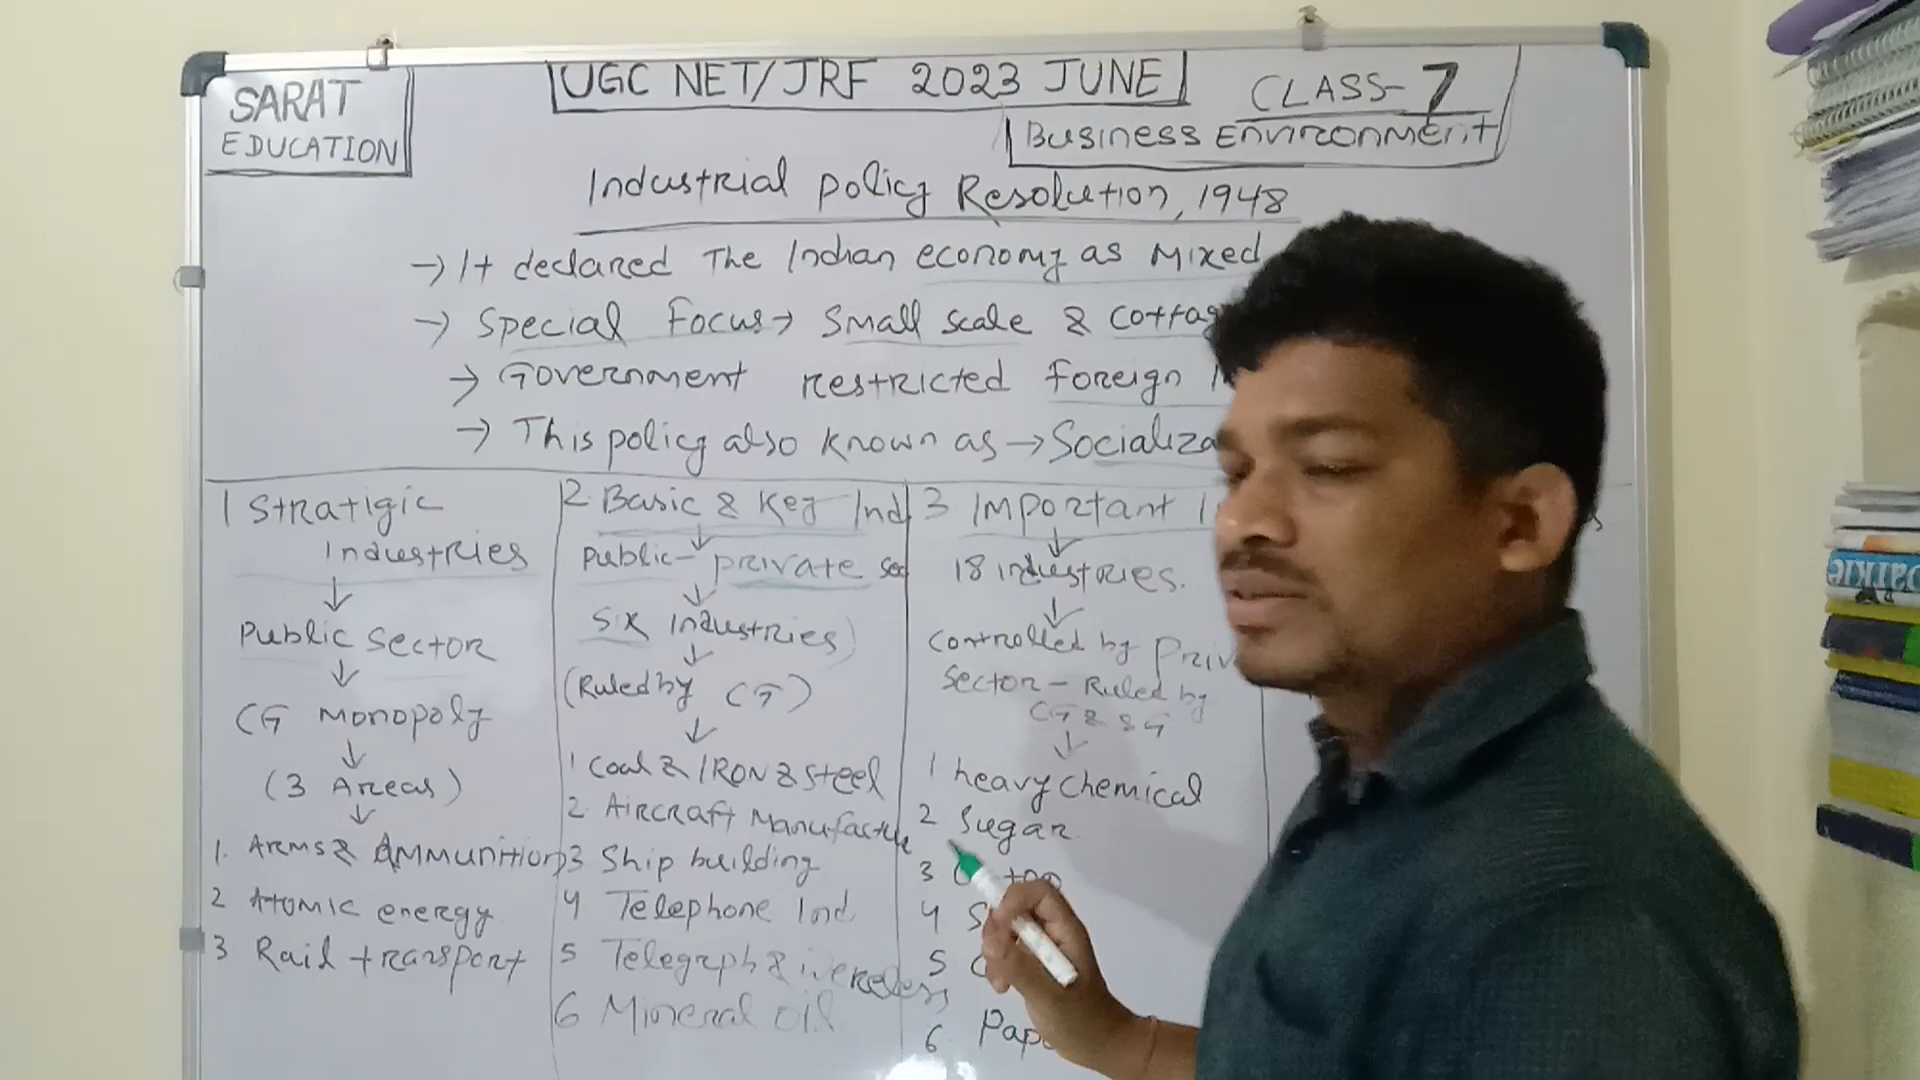 SARAT
EDUCATION
UGC NET/JRF 2023 JUNE
CLASS-7
Business Environment
Industrial policy Resolution, 1948
→ It declared The Indian economy as Mixed
→ Special Focus → Small scale & cottag
→ Government restricted Foreign
→ This policy also known as → Socializa
1 Stratigic
Industries
↓
Public Sector
↓
CG Monopoly
↓
(3 Areas)
↓
1. Arms & Ammunition
2 Atomic energy
3 Rail transport
2. Basic & Key Ind
↓
Public - private sec
↓
Six industries)
↓
(Ruled by CG)
↓
1 Coal & IRON & Steel
2. Aircraft Manufacture
3 Ship building
4 Telephone Ind
5 Telegraph & wireless
6 Mineral oil
3 Important I
↓
18 industries.
↓
controlled by Priv
Sector - Ruled by
CG & SG
↓
1 heavy chemical
2 Sugar
3
4 S
5 C
6. Pap